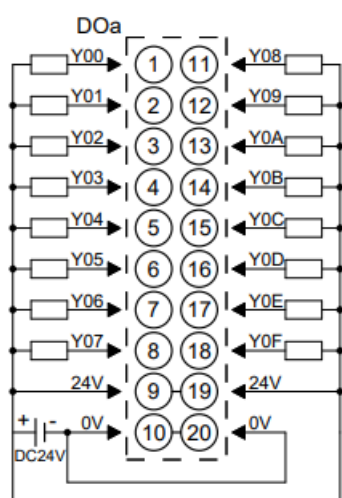 DOa
Y00 1 11 Y08
Y01 2 12 Y09
Y02 3 13 Y0A
Y03 4 14 Y0B
Y04 5 15 Y0C
Y05 6 16 Y0D
Y06 7 17 Y0E
Y07 8 18 Y0F
24V 9 19 24V
+ - 0V 10 20 0V
DC24V